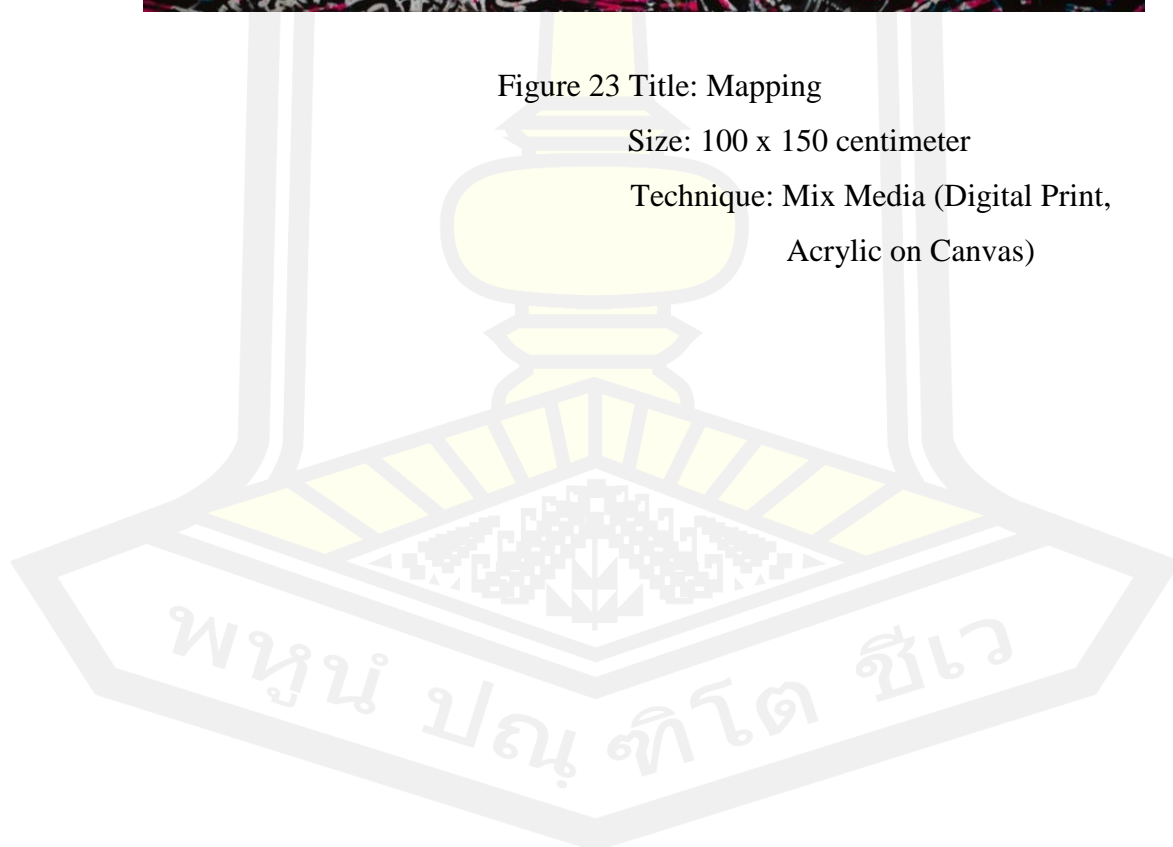 Figure 23 Title: Mapping
Size: 100 x 150 centimeter
Technique: Mix Media (Digital Print,
Acrylic on Canvas)
พหูนํ ปณฺฑิโต ชีเว